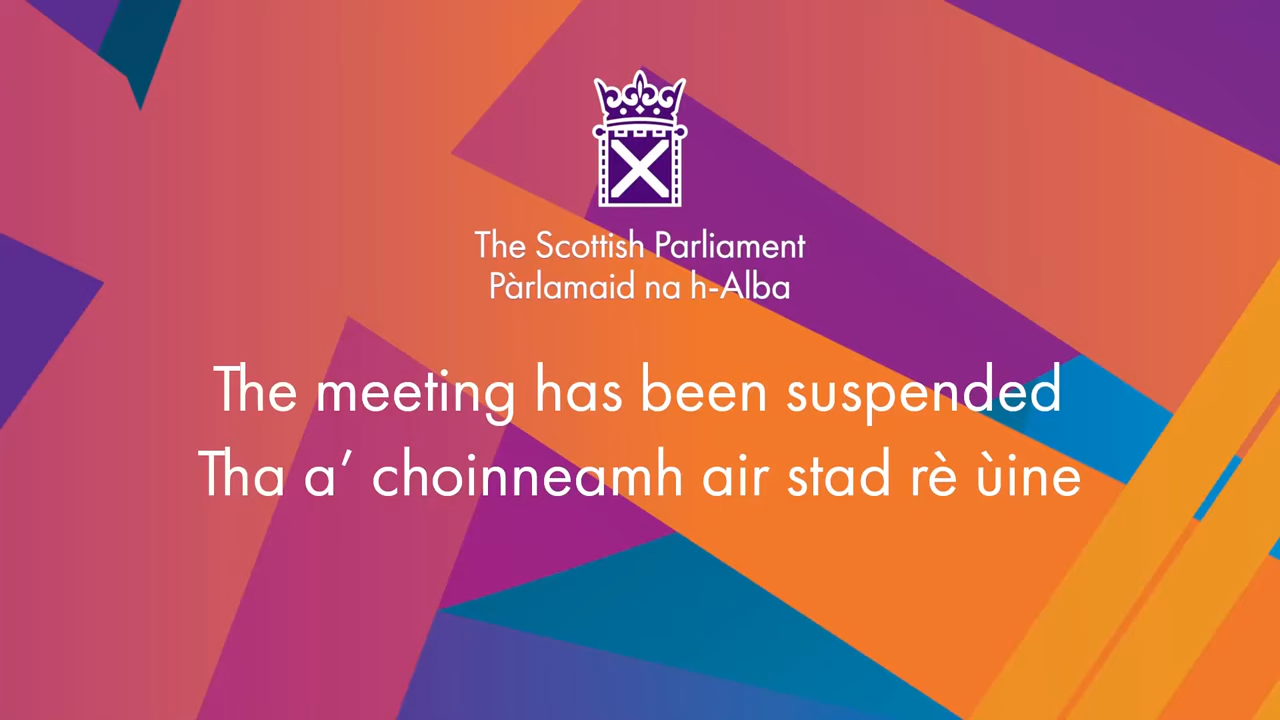 The Scottish Parliament
Pàrlamaid na h-Alba
The meeting has been suspended
Tha a’ choinneamh air stad rè ùine